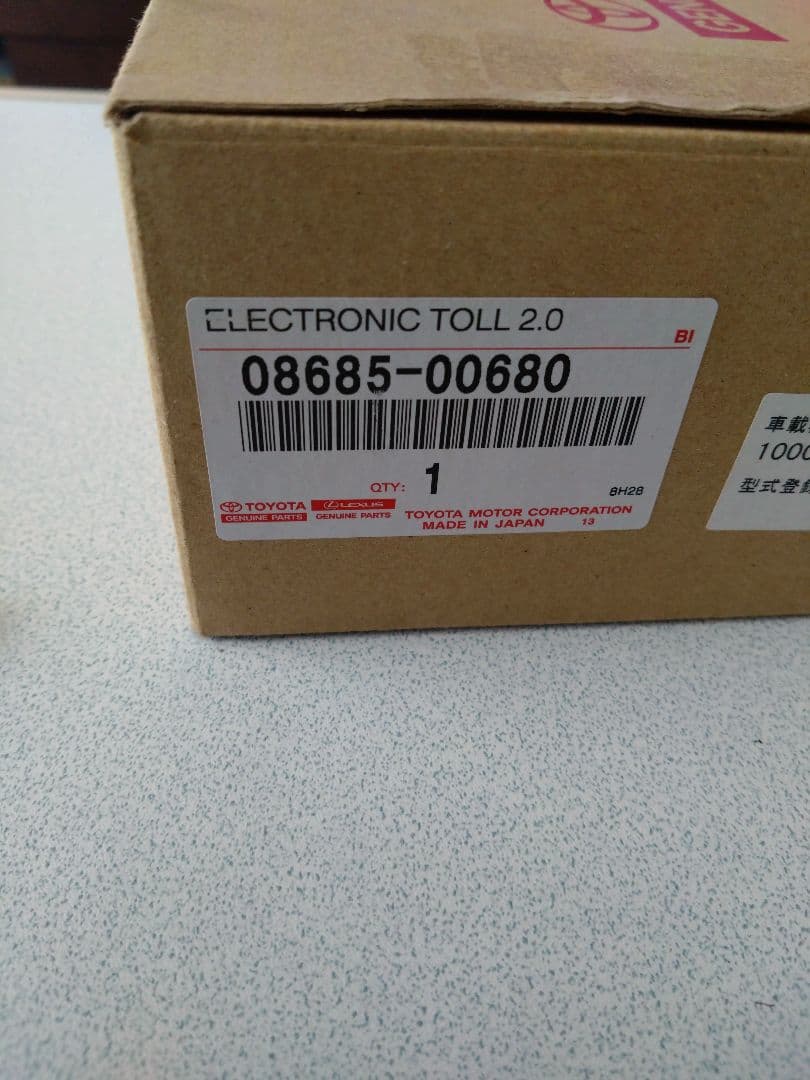 ELECTRONIC TOLL 2.0
BI
08685-00680
QTY: 1
8H28
TOYOTA
GENUINE PARTS
LEXUS
GENUINE PARTS
TOYOTA MOTOR CORPORATION
MADE IN JAPAN 13
車載
1000
型式登録